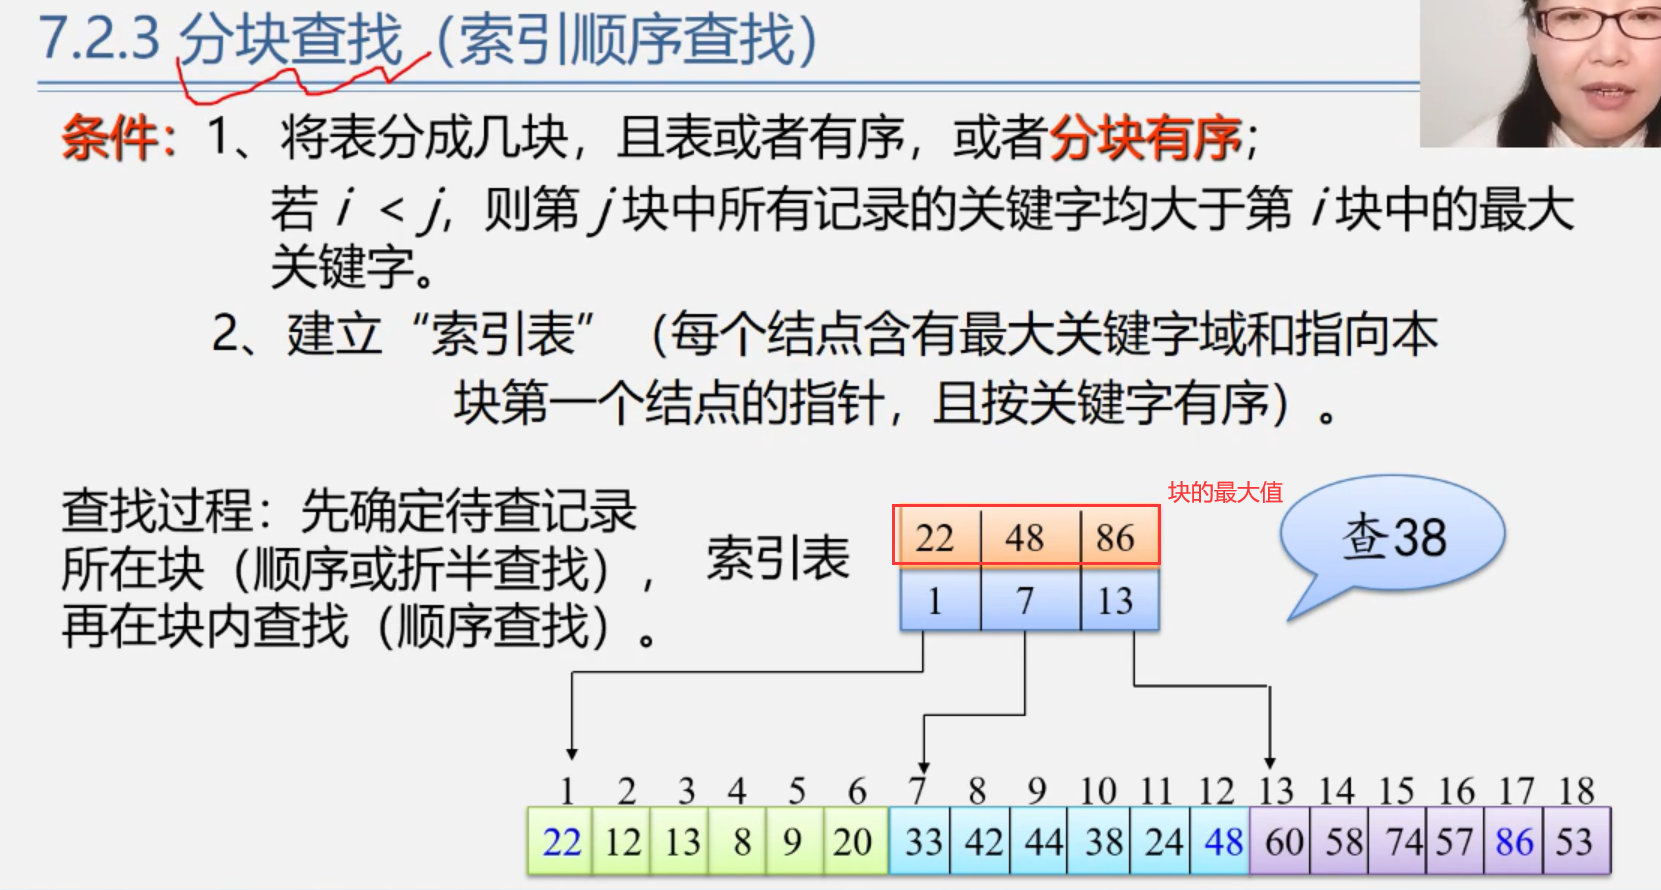 7.2.3 分块查找（索引顺序查找）
条件：1、将表分成几块，且表或者有序，或者分块有序；
若 i < j，则第 j 块中所有记录的关键字均大于第 i 块中的最大
关键字。
2、建立“索引表”（每个结点含有最大关键字域和指向本
块第一个结点的指针，且按关键字有序）。
查找过程：先确定待查记录
所在块（顺序或折半查找），
再在块内查找（顺序查找）。
索引表
块的最大值
22 48 86
1 7 13
查38
1 2 3 4 5 6 7 8 9 10 11 12 13 14 15 16 17 18
22 12 13 8 9 20 33 42 44 38 24 48 60 58 74 57 86 53